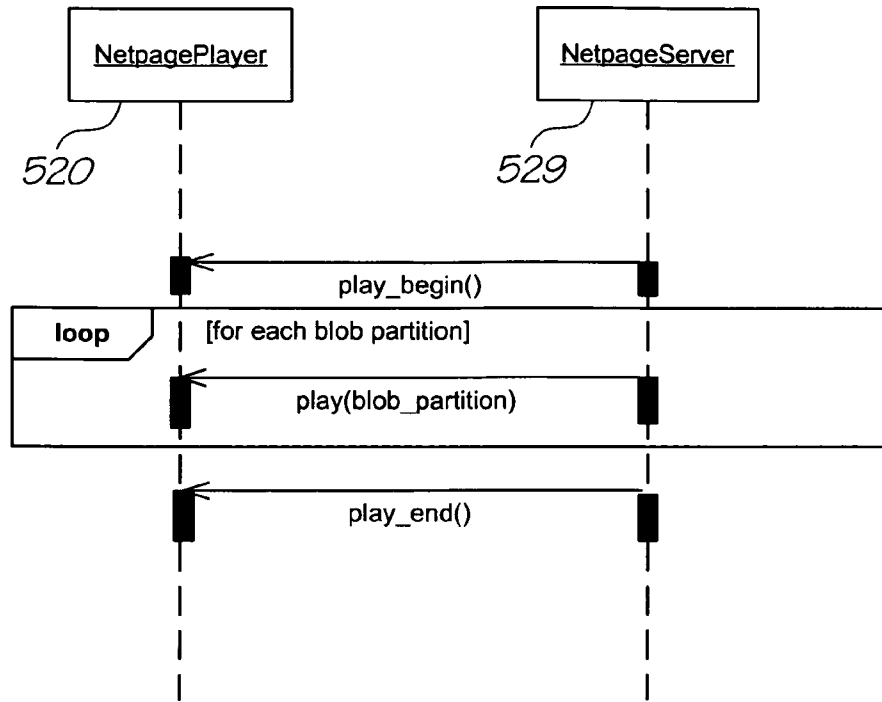 NetpagePlayer
NetpageServer
520
529
play_begin()
loop
[for each blob partition]
play(blob_partition)
play_end()